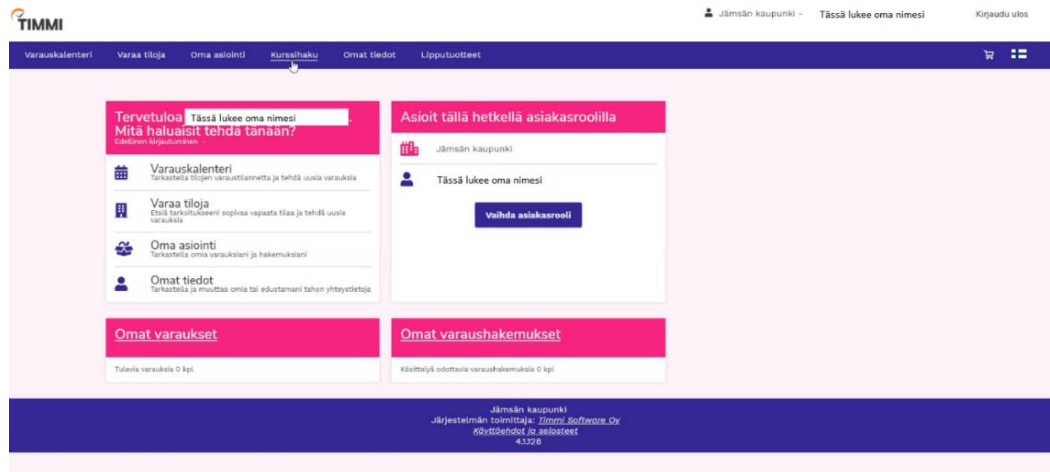 TIMMI
Jämsän kaupunki - Tässä lukee oma nimesi Kirjaudu ulos
Varauskalenteri Varaa tiloja Oma asiointi Kurssihaku Omat tiedot Lipputuotteet
Tervetuloa Tässä lukee oma nimesi .
Mitä haluaisit tehdä tänään?
Edellinen kirjautuminen -
Varauskalenteri
Tarkastella tilojen varaustilannetta ja tehdä uusia varauksia
Varaa tiloja
Etsiä tarkoitukseeni sopivaa vapaata tilaa ja tehdä uusia
varauksia
Oma asiointi
Tarkastella omia varauksiani ja hakemuksiani
Omat tiedot
Tarkastella ja muuttaa omia tai edustamani tahon yhteystietoja
Asioit tällä hetkellä asiakasroolilla
Jämsän kaupunki
Tässä lukee oma nimesi
Vaihda asiakasrooli
Omat varaukset
Tulevia varauksia 0 kpl
Omat varaushakemukset
Käsittelyä odottavia varaushakemuksia 0 kpl
Jämsän kaupunki
Järjestelmän toimittaja: Timmi Software Oy
Käyttöehdot ja selosteet
4.1.128